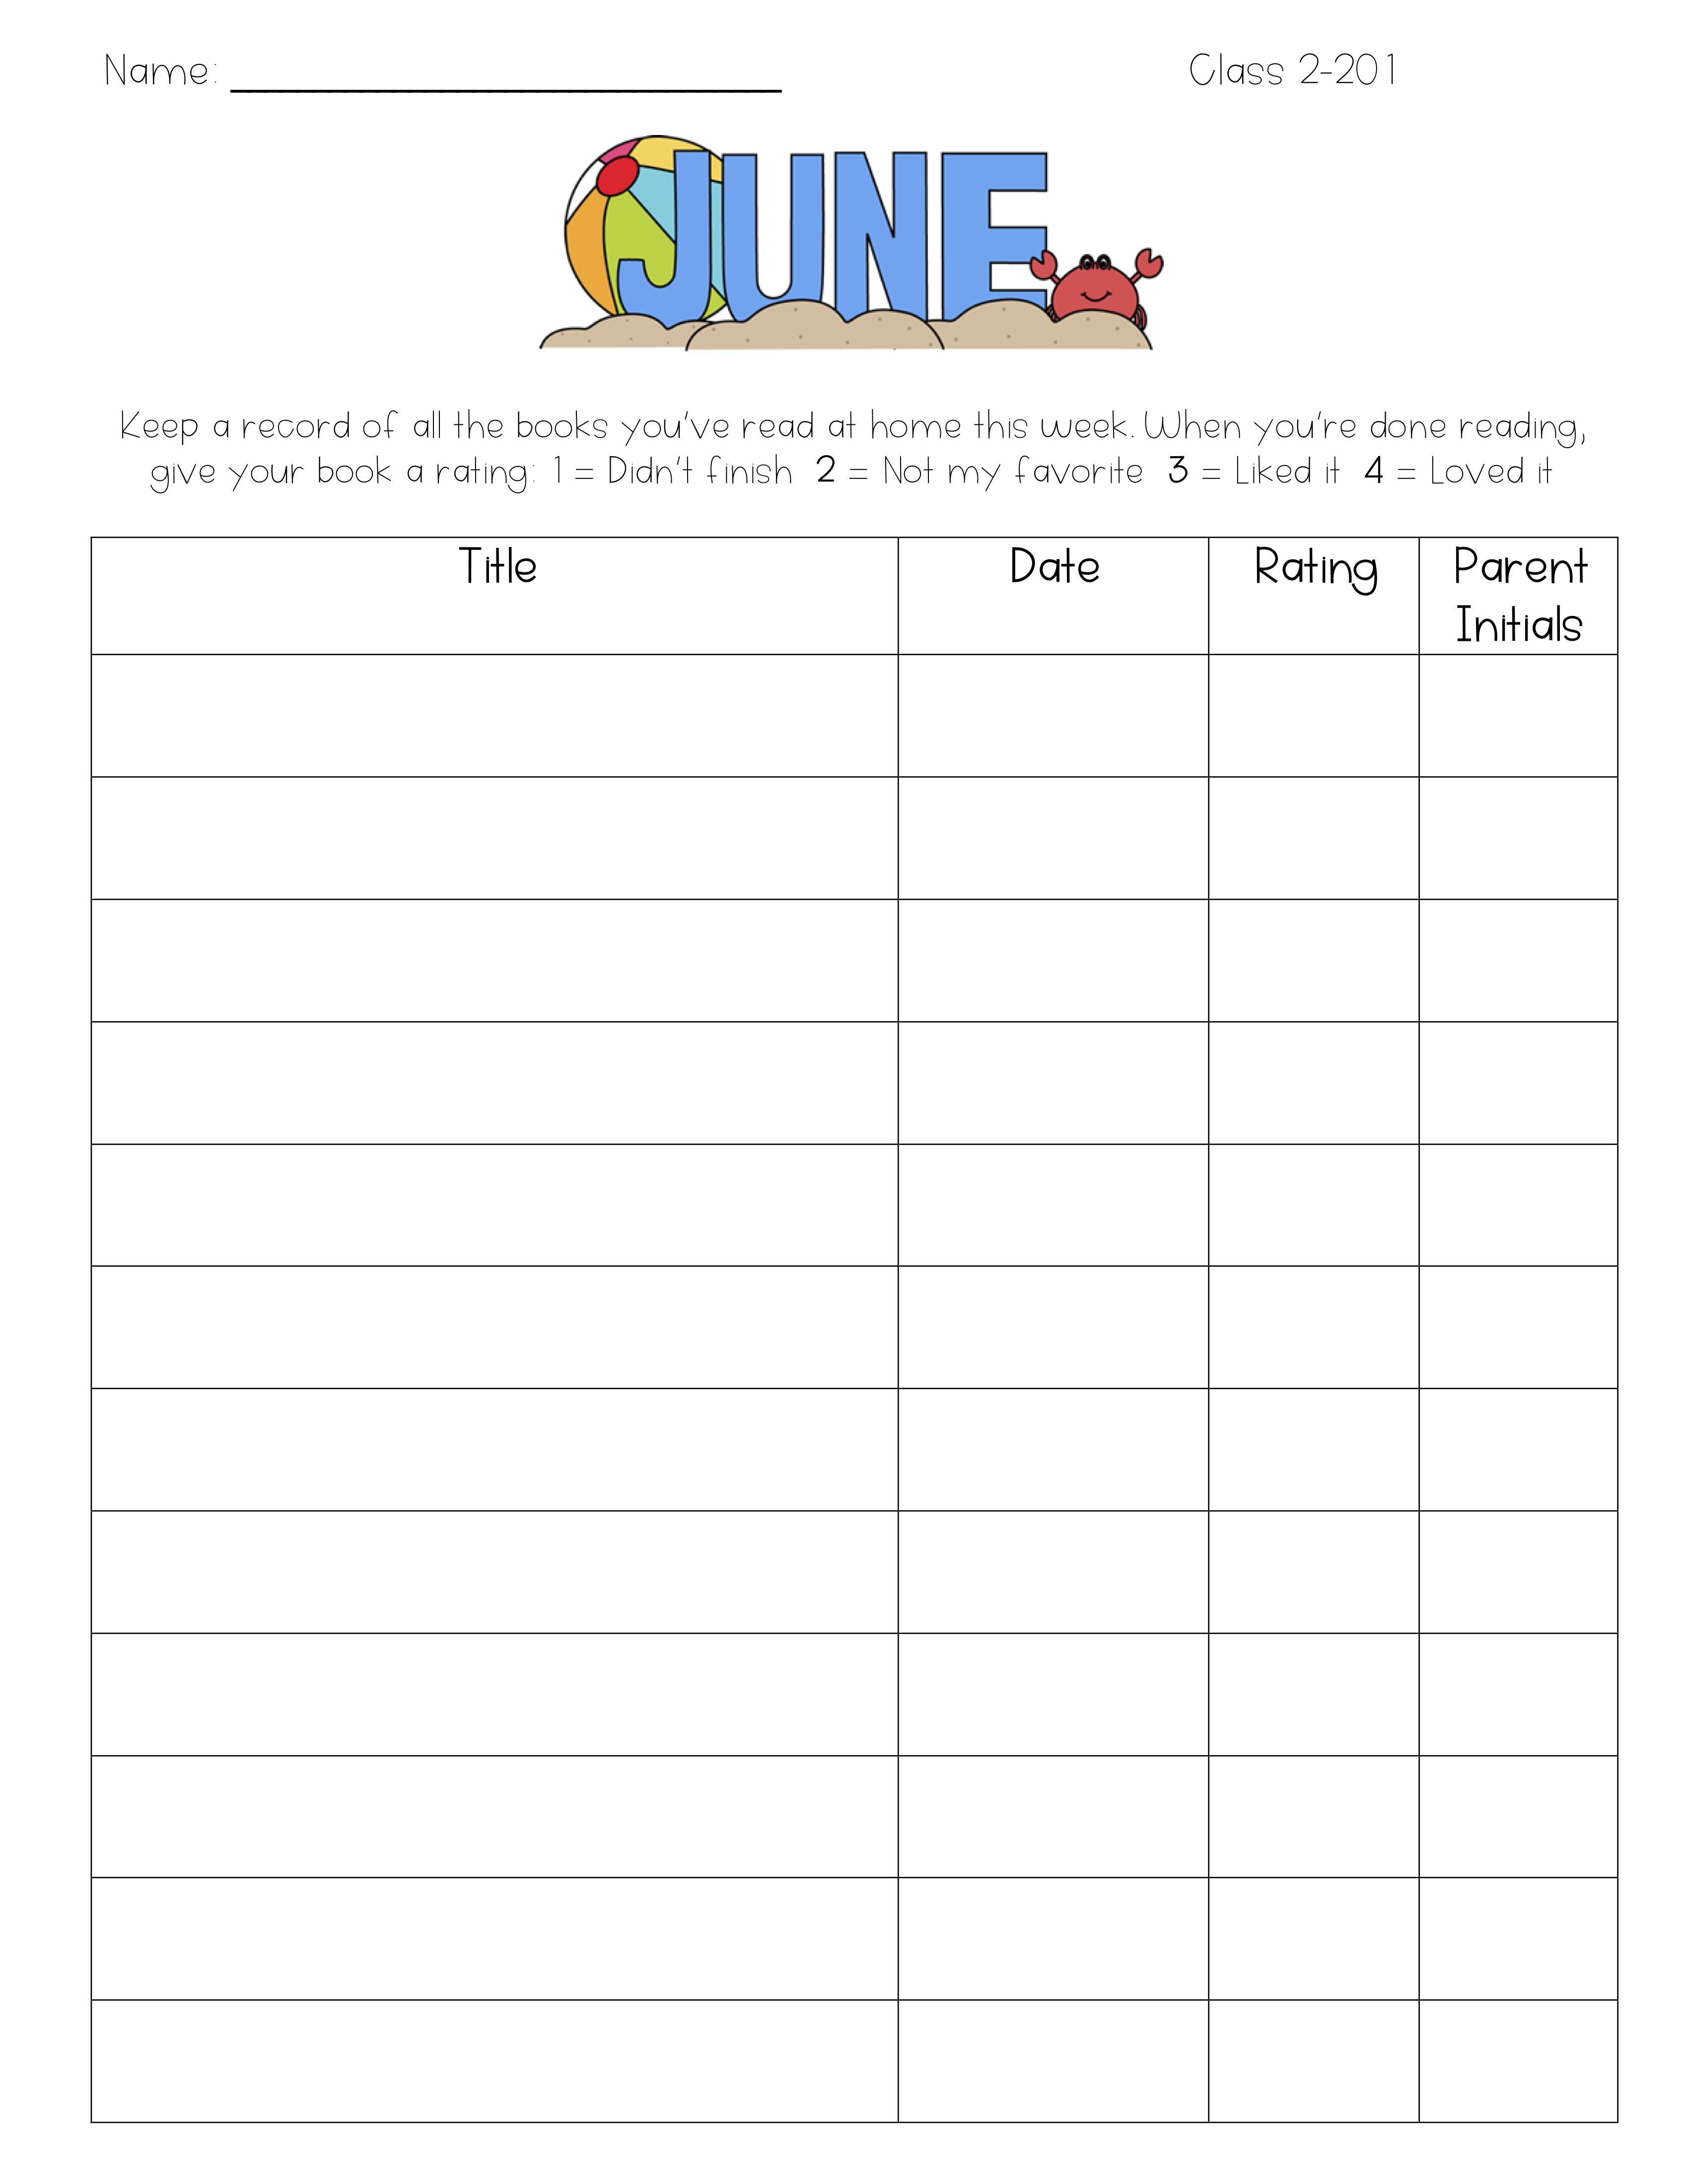 Name: ____________________ Class 2-201
JUNE
Keep a record of all the books you've read at home this week. When you're done reading,
give your book a rating: 1 = Didn't finish 2 = Not my favorite 3 = Liked it 4 = Loved it
Title Date Rating Parent
Initials